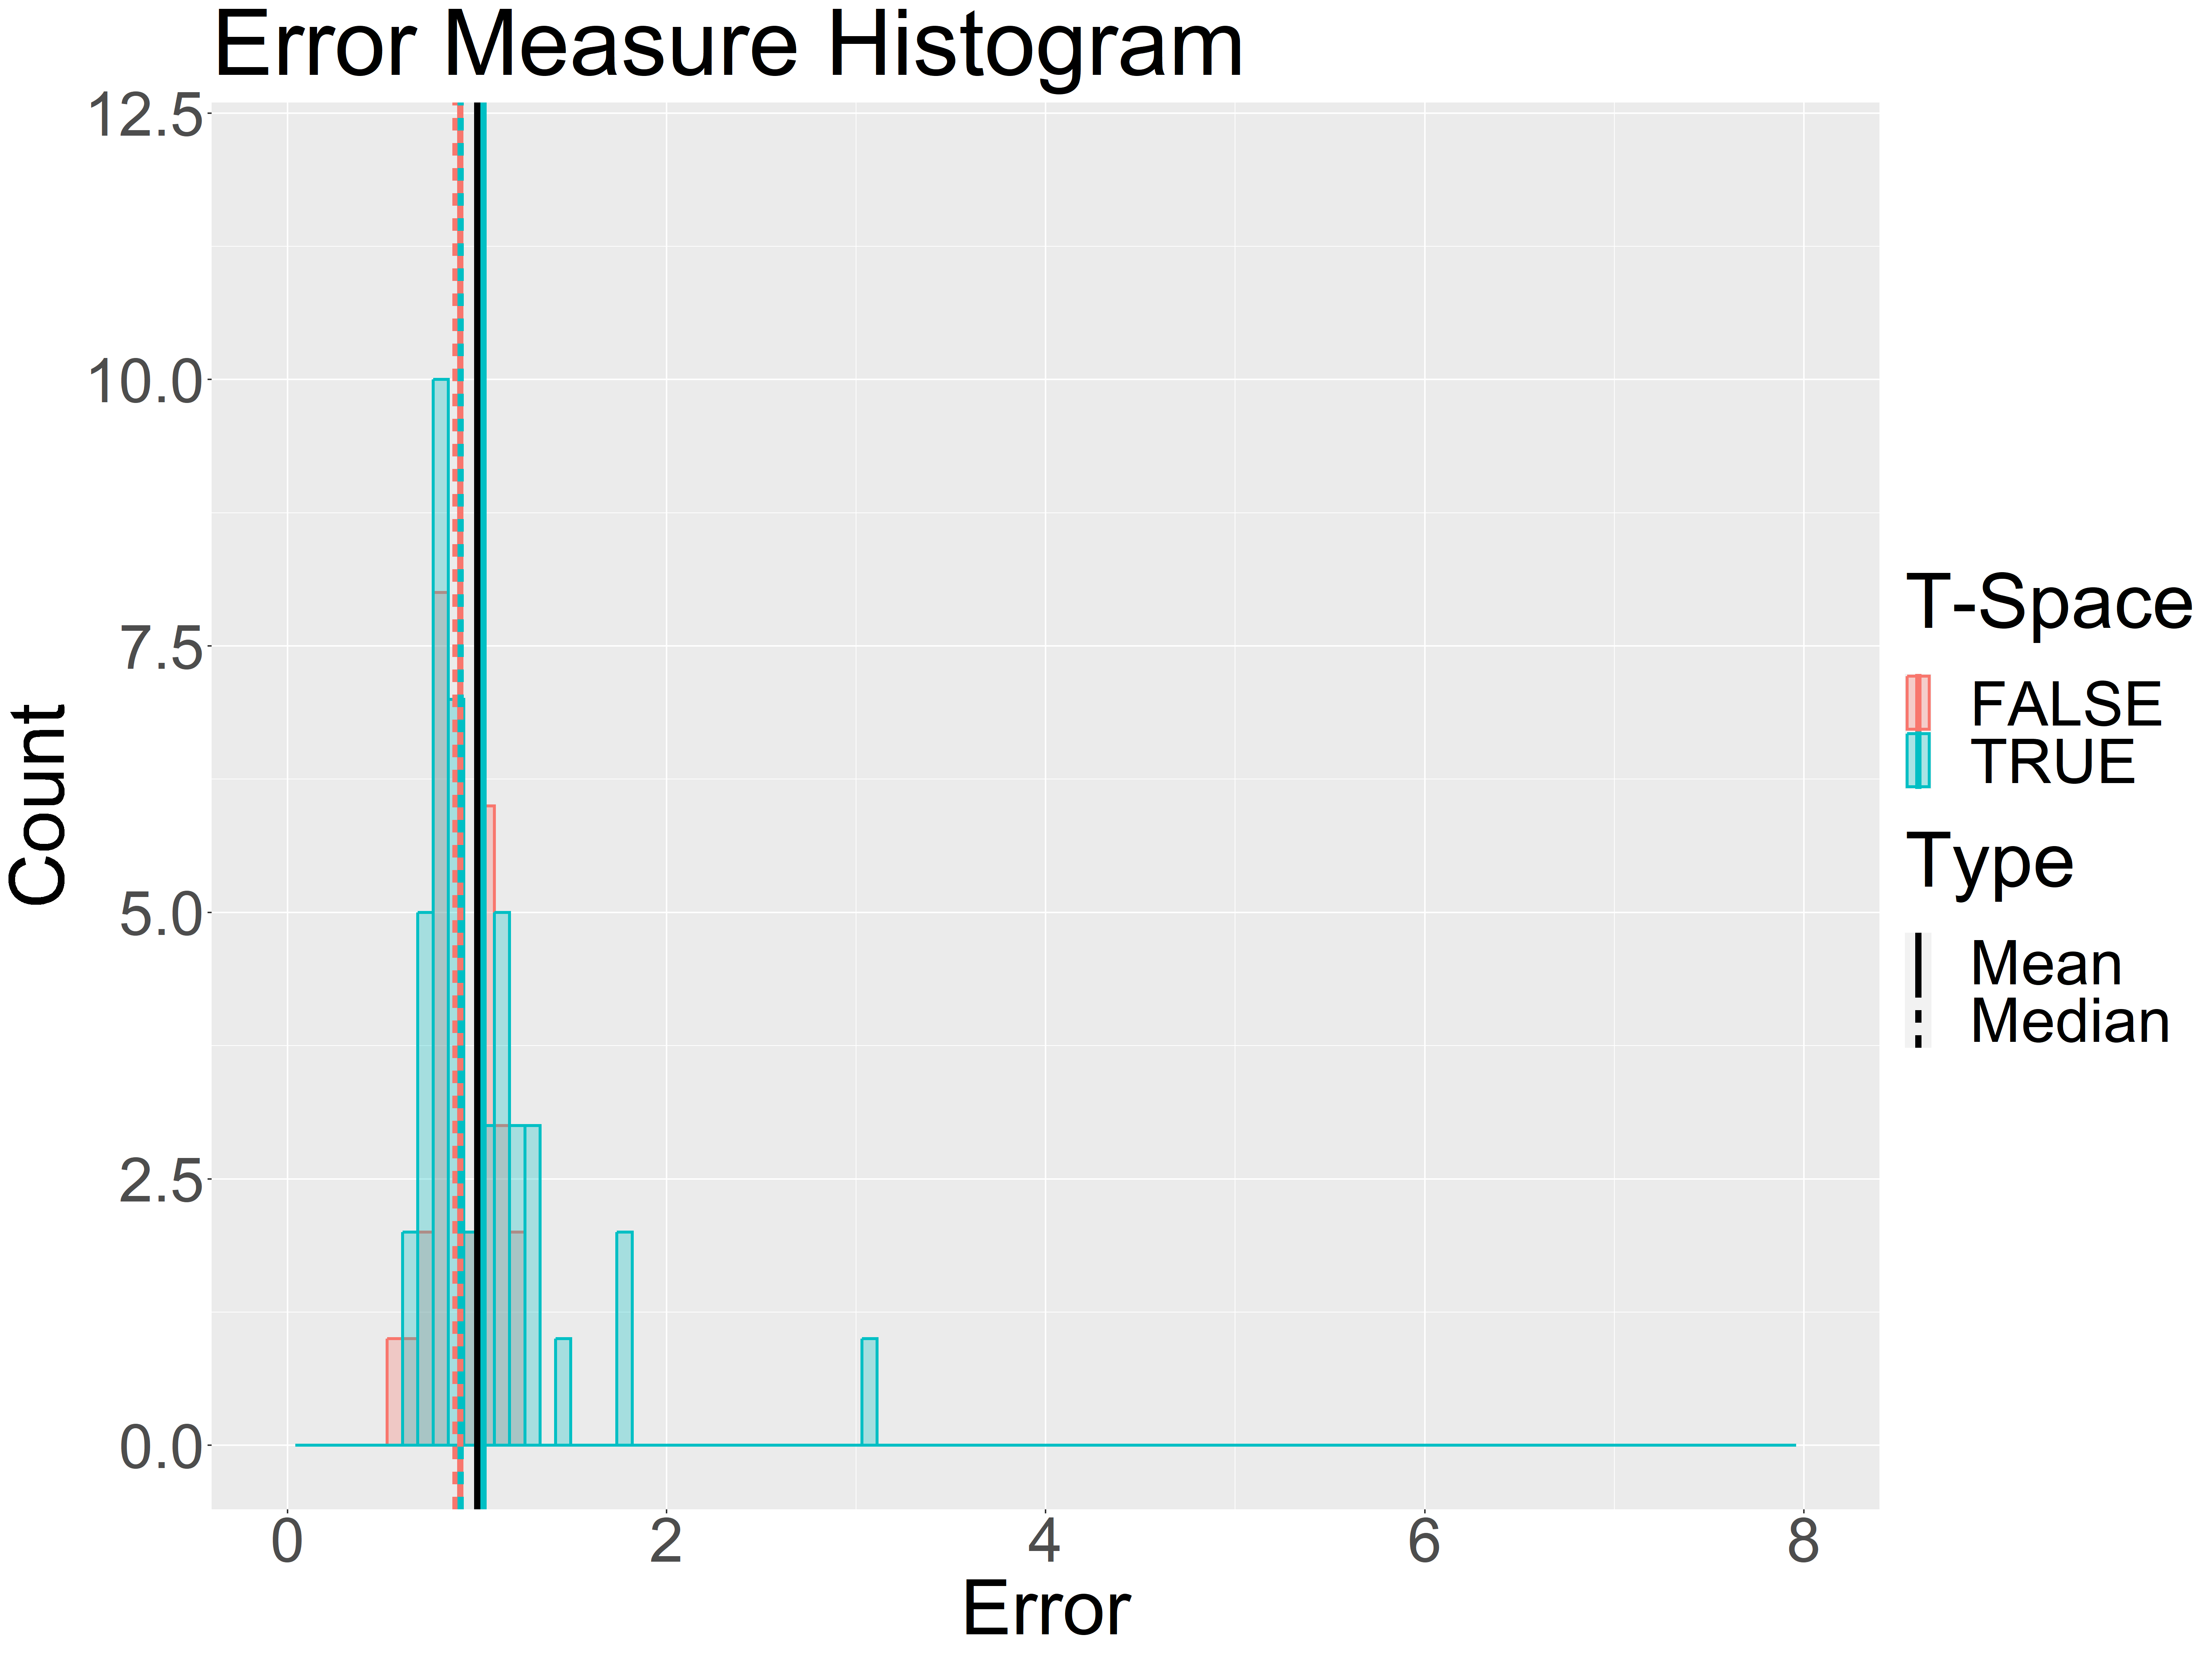 Error Measure Histogram
12.5
10.0
7.5
5.0
2.5
0.0
Count
0 2 4 6 8
Error
T-Space
FALSE
TRUE
Type
Mean
Median